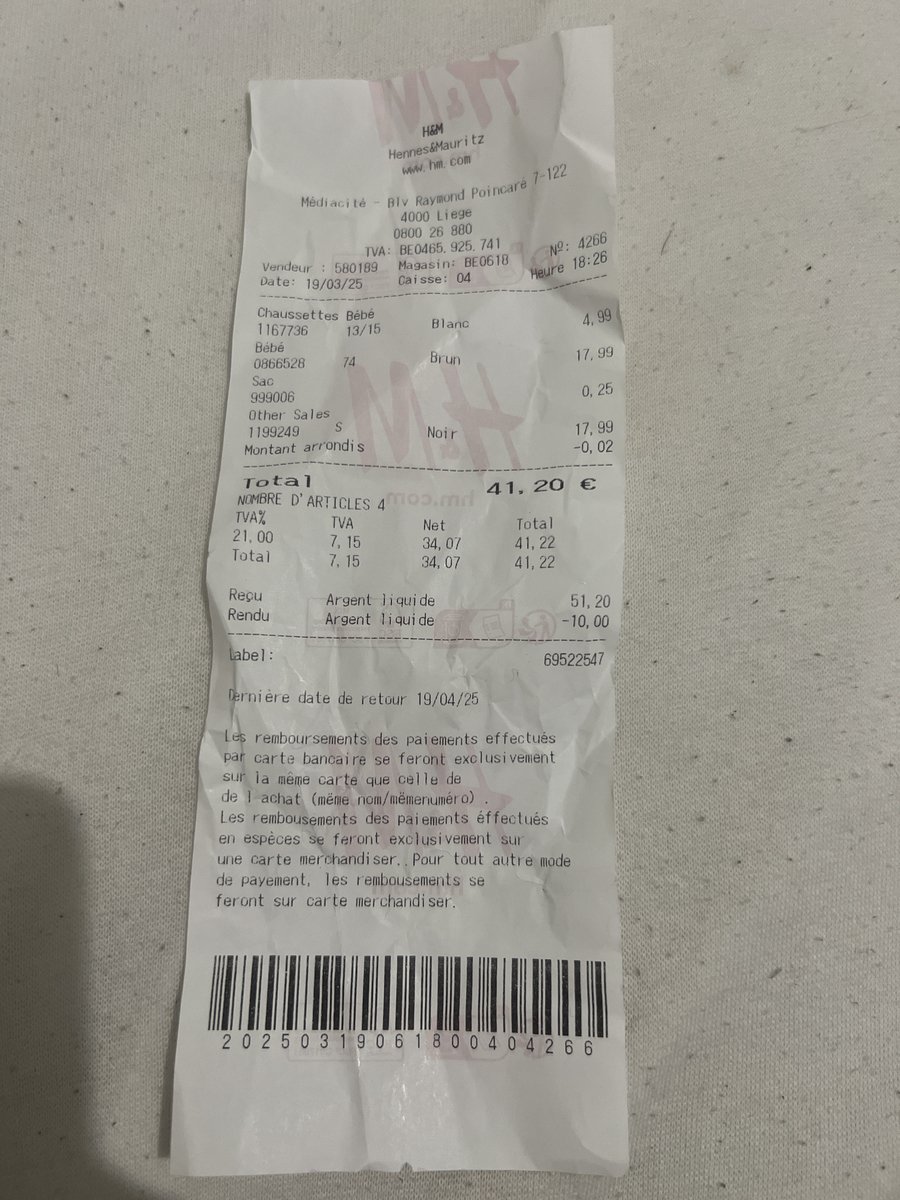 H&M
Hennes&Mauritz
www.hm.com
Médiacité - Blv Raymond Poincaré 7-122
4000 Liege
0800 26 880
TVA: BE0465.925.741
Vendeur : 580189 Magasin: BE0618 Nº: 4266
Date: 19/03/25 Caisse: 04 Heure 18:26
Chaussettes Bébé
1167736 13/15 Blanc 4,99
Bébé
0866528 74 Brun 17,99
Sac
999006 0,25
Other Sales
1199249 S Noir 17,99
Montant arrondis -0,02
Total 41,20 €
NOMBRE D'ARTICLES 4
TVA% TVA Net Total
21,00 7,15 34,07 41,22
Total 7,15 34,07 41,22
Reçu Argent liquide 51,20
Rendu Argent liquide -10,00
Label: 69522547
Dernière date de retour 19/04/25
Les remboursements des paiements effectués
par carte bancaire se feront exclusivement
sur la même carte que celle de
de l achat (même nom/mêmenuméro) .
Les rembousements des paiements éffectués
en espèces se feront exclusivement sur
une carte merchandiser..Pour tout autre mode
de payement, les rembousements se
feront sur carte merchandiser.
20250319061800404266